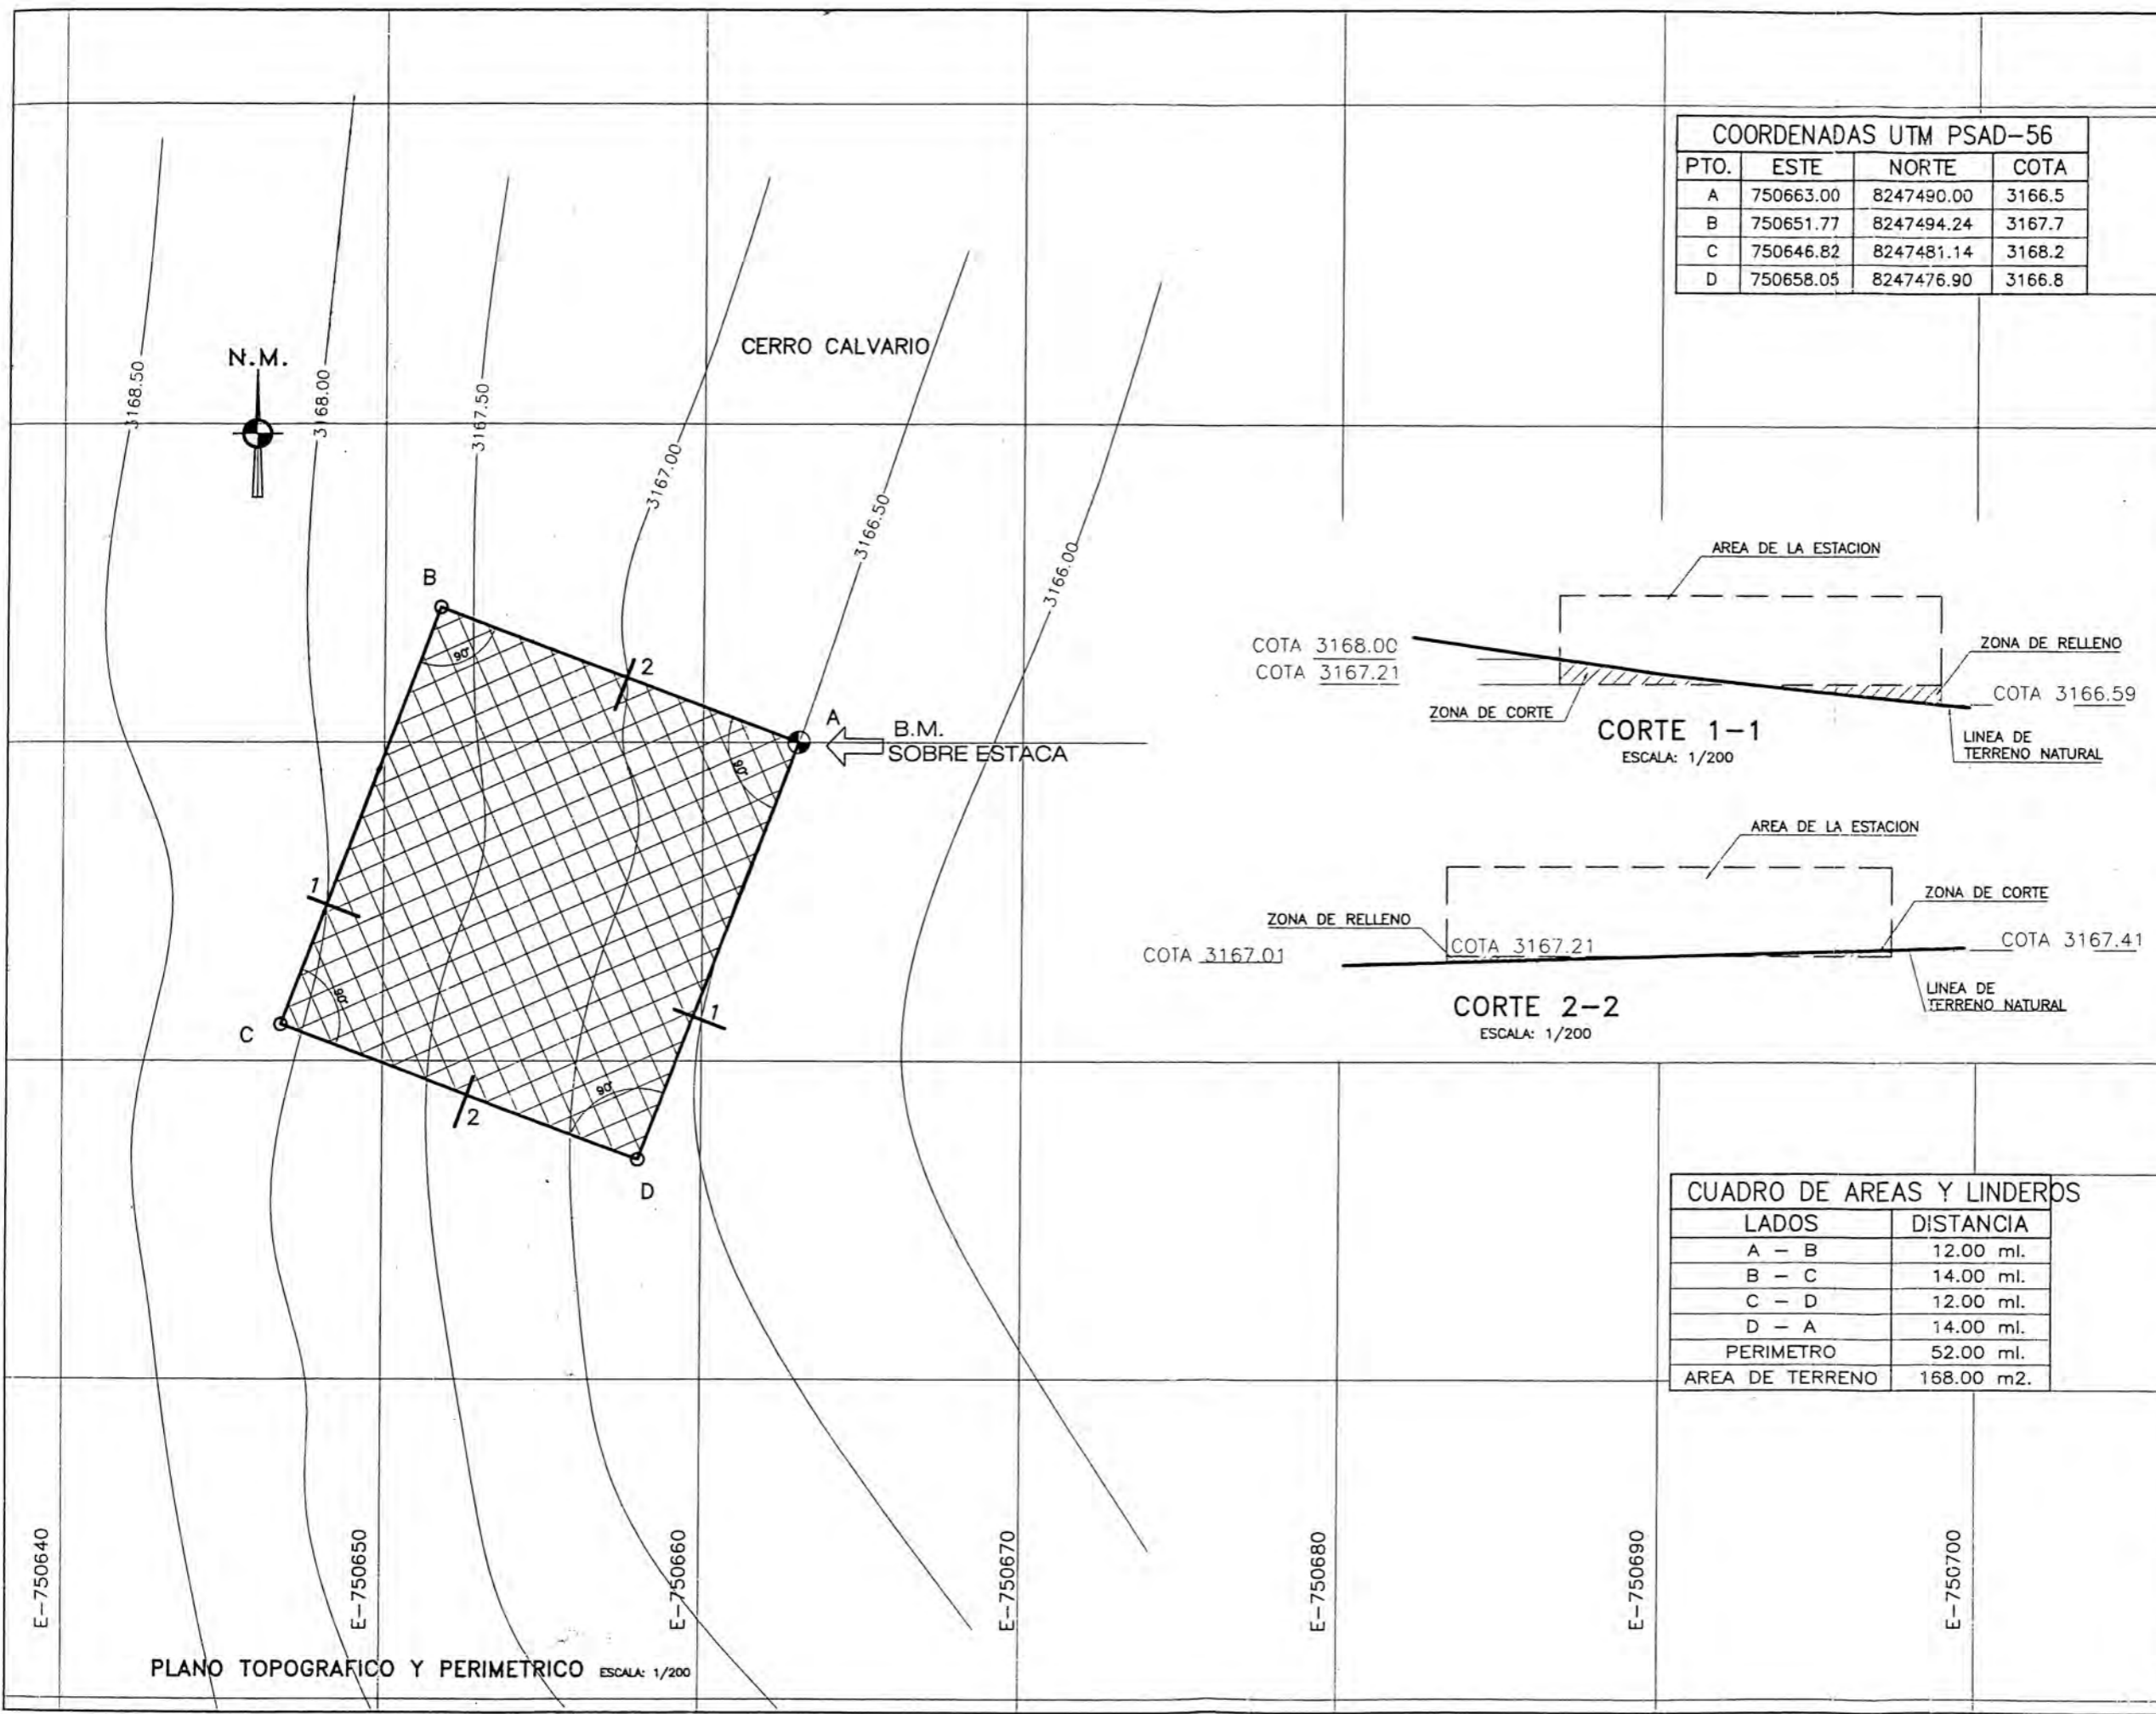 COORDENADAS UTM PSAD-56
PTO. ESTE NORTE COTA
A 750663.00 8247490.00 3166.5
B 750651.77 8247494.24 3167.7
C 750646.82 8247481.14 3168.2
D 750658.05 8247476.90 3166.8
N.M.
CERRO CALVARIO
3168.50
3168.00
3167.50
3167.00
3166.50
3166.00
B
90°
2
A
B.M.
SOBRE ESTACA
90°
1
90°
C
1
90°
2
D
AREA DE LA ESTACION
COTA 3168.00
COTA 3167.21
ZONA DE RELLENO
COTA 3166.59
ZONA DE CORTE
CORTE 1-1
ESCALA: 1/200
LINEA DE
TERRENO NATURAL
AREA DE LA ESTACION
ZONA DE CORTE
ZONA DE RELLENO
COTA 3167.01
COTA 3167.21
COTA 3167.41
CORTE 2-2
ESCALA: 1/200
LINEA DE
TERRENO NATURAL
CUADRO DE AREAS Y LINDEROS
LADOS DISTANCIA
A - B 12.00 ml.
B - C 14.00 ml.
C - D 12.00 ml.
D - A 14.00 ml.
PERIMETRO 52.00 ml.
AREA DE TERRENO 168.00 m2.
E-750640
E-750650
E-750660
E-750670
E-750680
E-750690
E-750700
PLANO TOPOGRAFICO Y PERIMETRICO ESCALA: 1/200